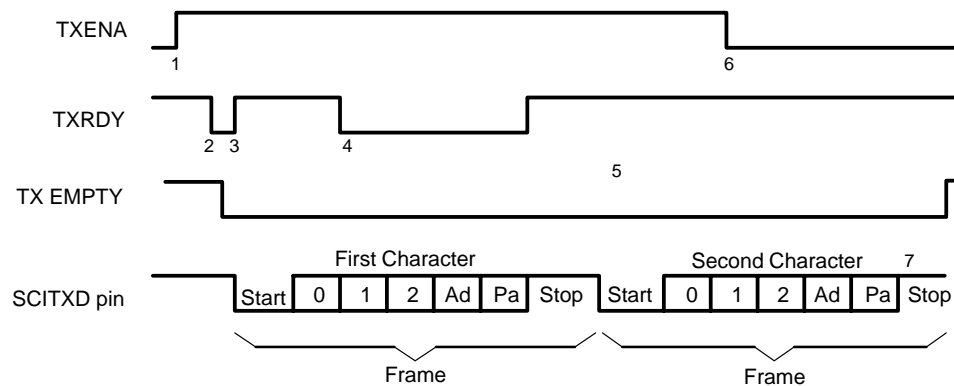 TXENA
1
6
TXRDY
2 3
4
5
TX EMPTY
First Character
Second Character 7
SCITXD pin
Start 0 1 2 Ad Pa Stop Start 0 1 2 Ad Pa Stop
Frame
Frame